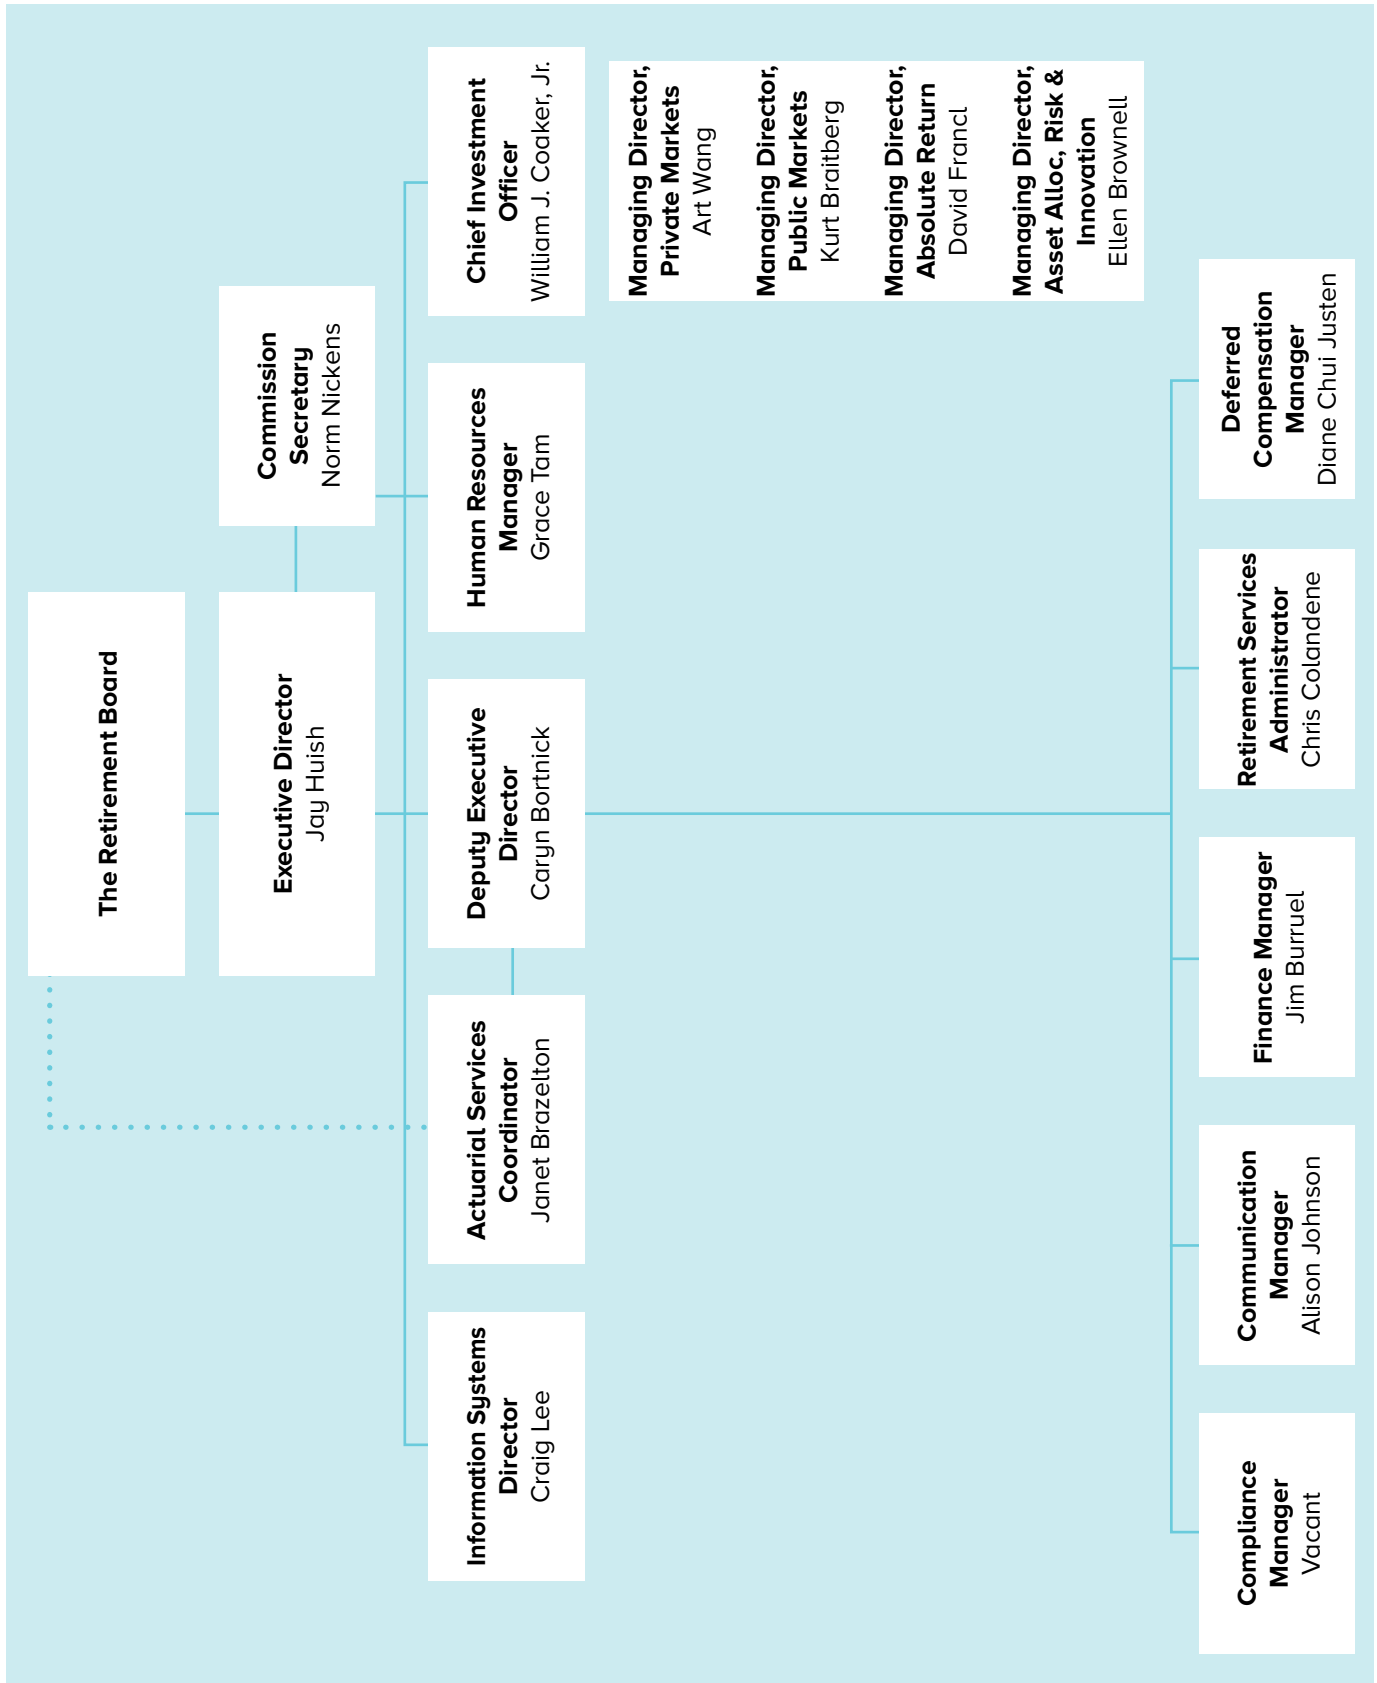 The Retirement Board
Executive Director
Jay Huish
Commission
Secretary
Norm Nickens
Information Systems
Director
Craig Lee
Actuarial Services
Coordinator
Janet Brazelton
Deputy Executive
Director
Caryn Bortnick
Human Resources
Manager
Grace Tam
Chief Investment
Officer
William J. Coaker, Jr.
Managing Director,
Private Markets
Art Wang
Managing Director,
Public Markets
Kurt Braitberg
Managing Director,
Absolute Return
David Francl
Managing Director,
Asset Alloc, Risk &
Innovation
Ellen Brownell
Compliance
Manager
Vacant
Communication
Manager
Alison Johnson
Finance Manager
Jim Burruel
Retirement Services
Administrator
Chris Colandene
Deferred
Compensation
Manager
Diane Chui Justen